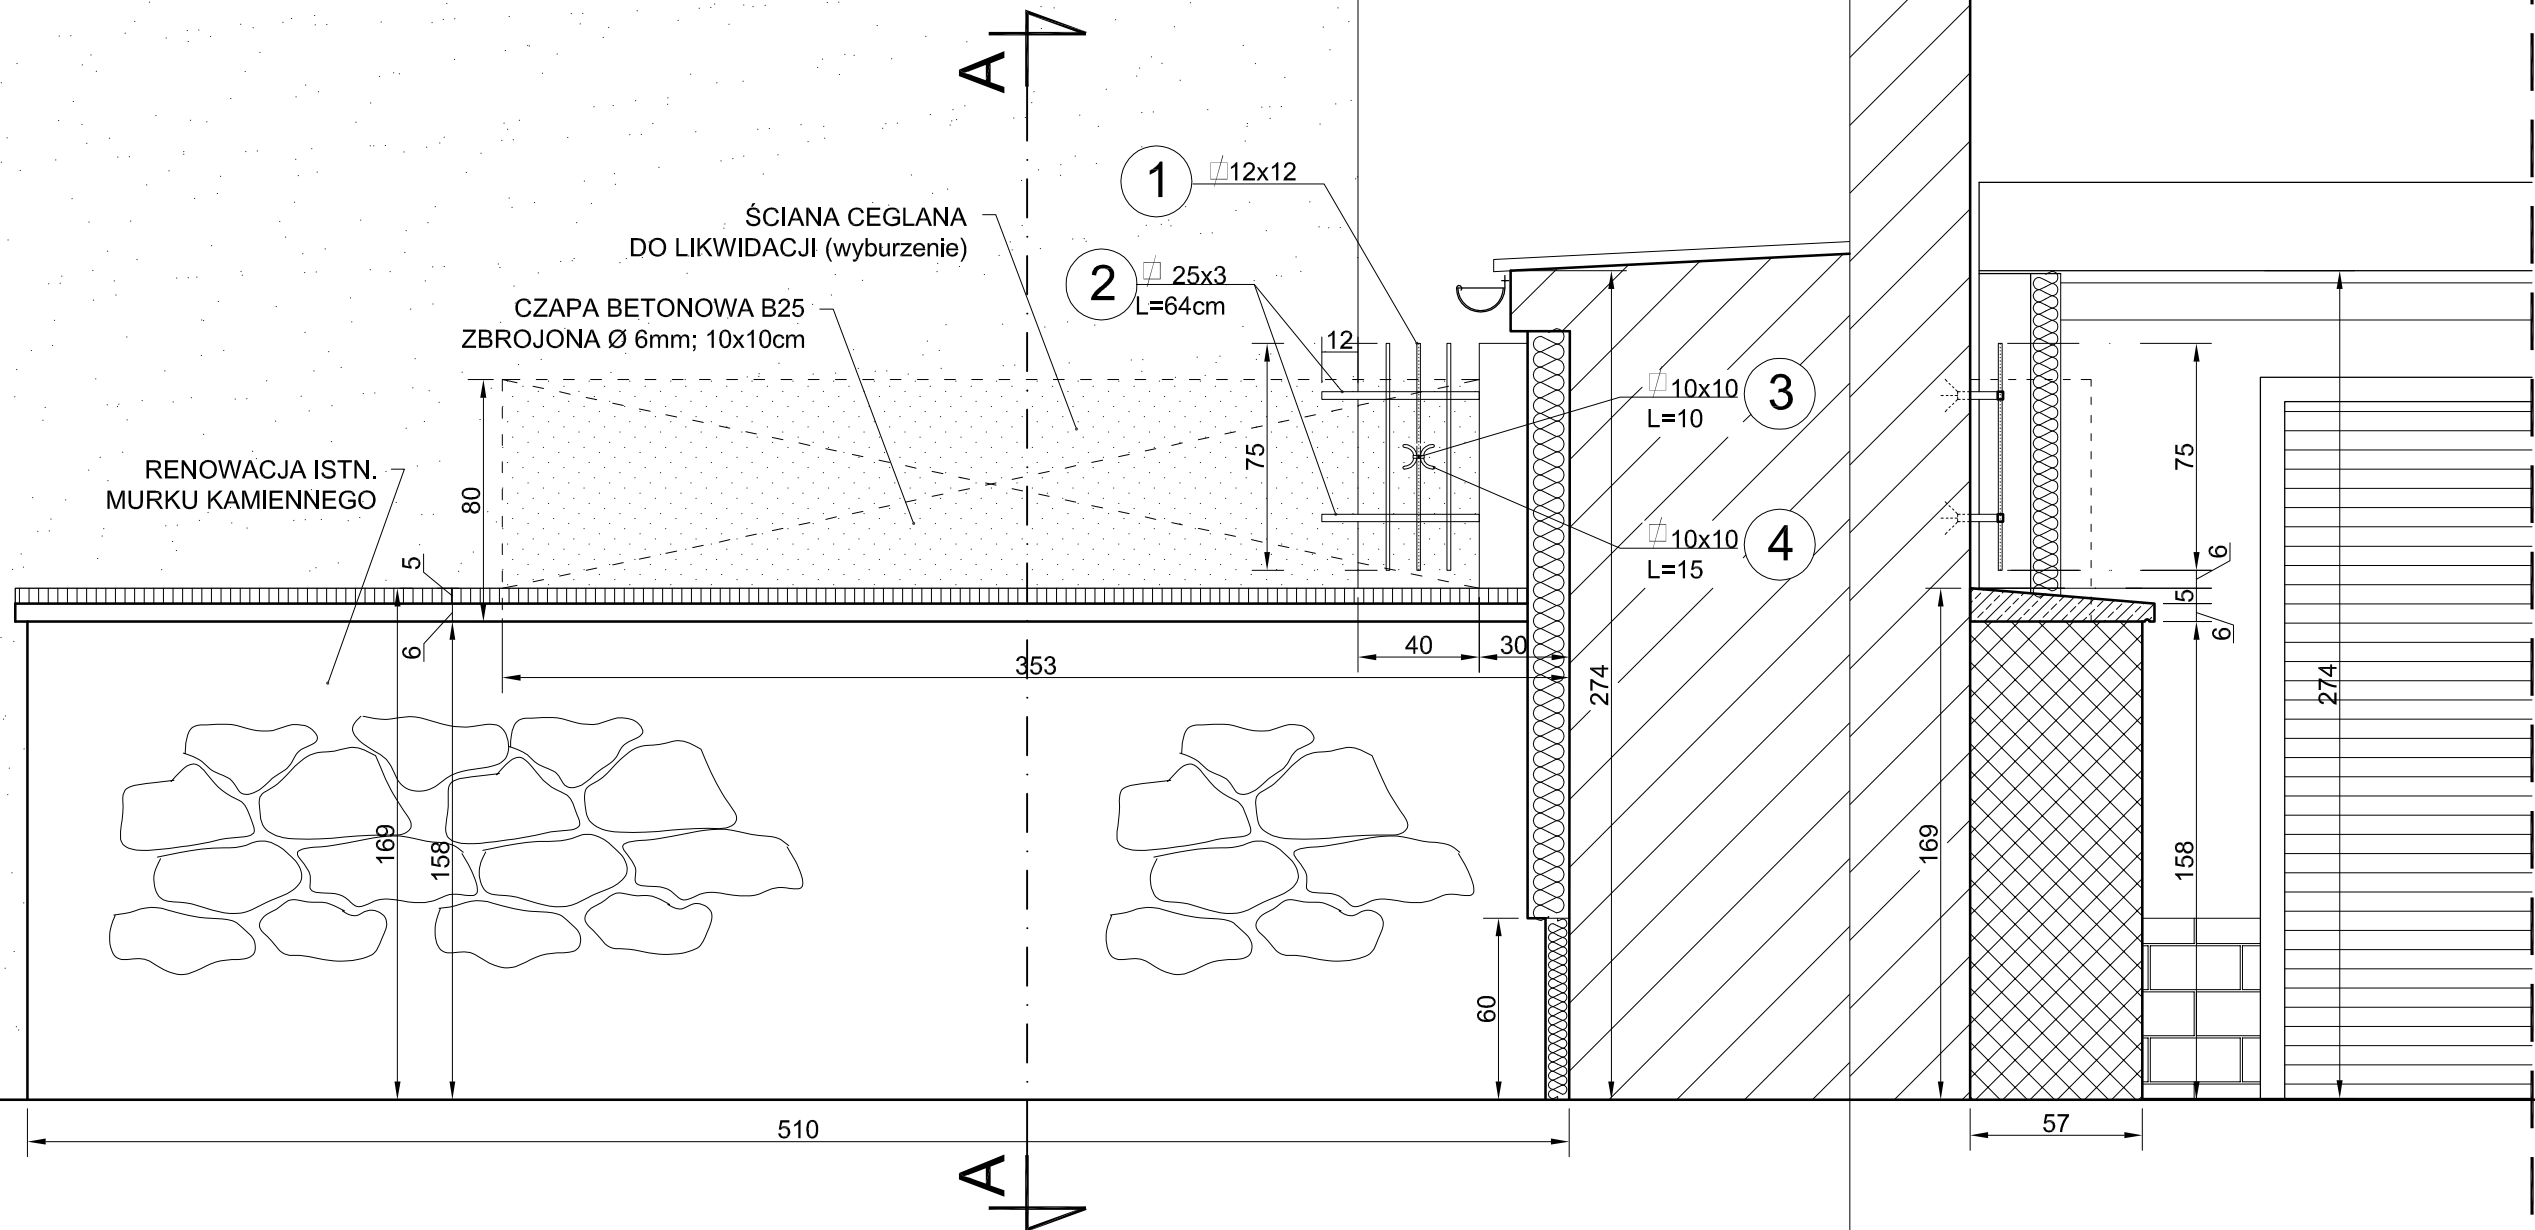 A
1
12x12
ŚCIANA CEGLANA
DO LIKWIDACJI (wyburzenie)
2
25x3
L=64cm
CZAPA BETONOWA B25
ZBROJONA Ø 6mm; 10x10cm
12
10x10
L=10
3
75
75
RENOWACJA ISTN.
MURKU KAMIENNEGO
80
10x10
L=15
4
5
6
5
6
6
40
30
353
274
274
169
158
169
158
60
510
57
A